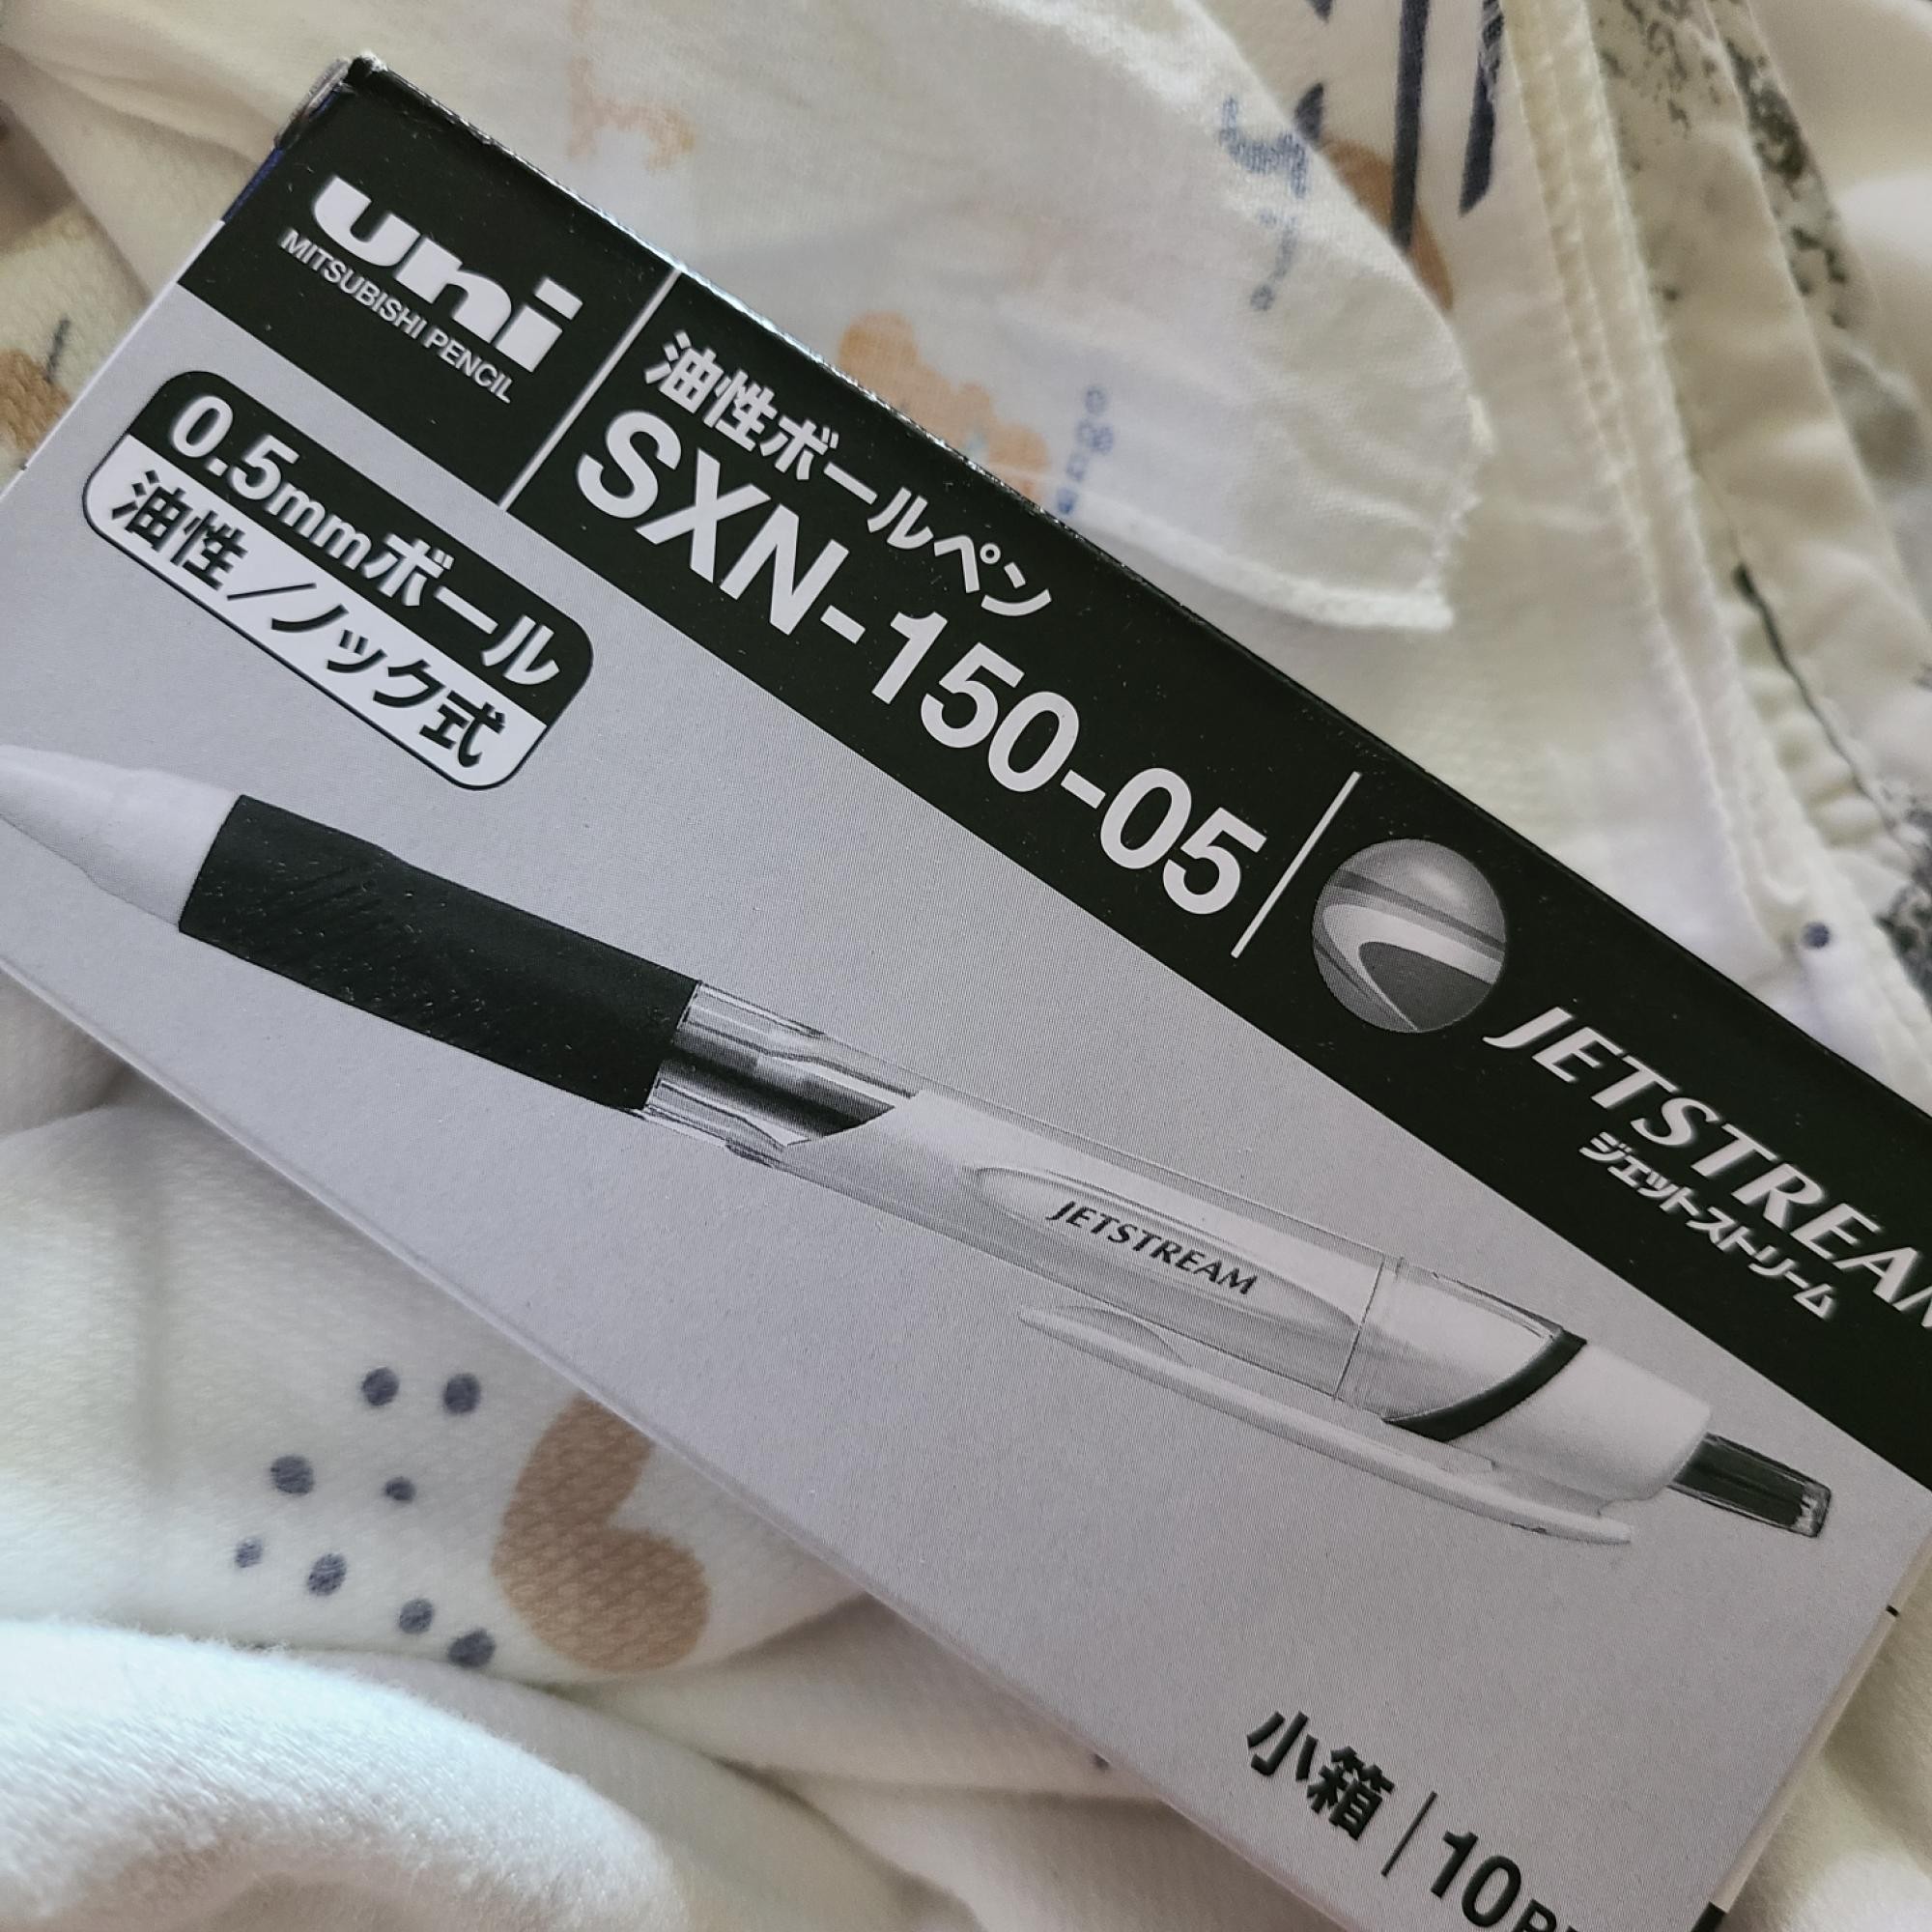 uni
MITSUBISHI PENCIL
油性ボールペン
SXN-150-05
JETSTREAM
ジェットストリーム
0.5mmボール
油性／ノック式
JETSTREAM
小箱 | 10